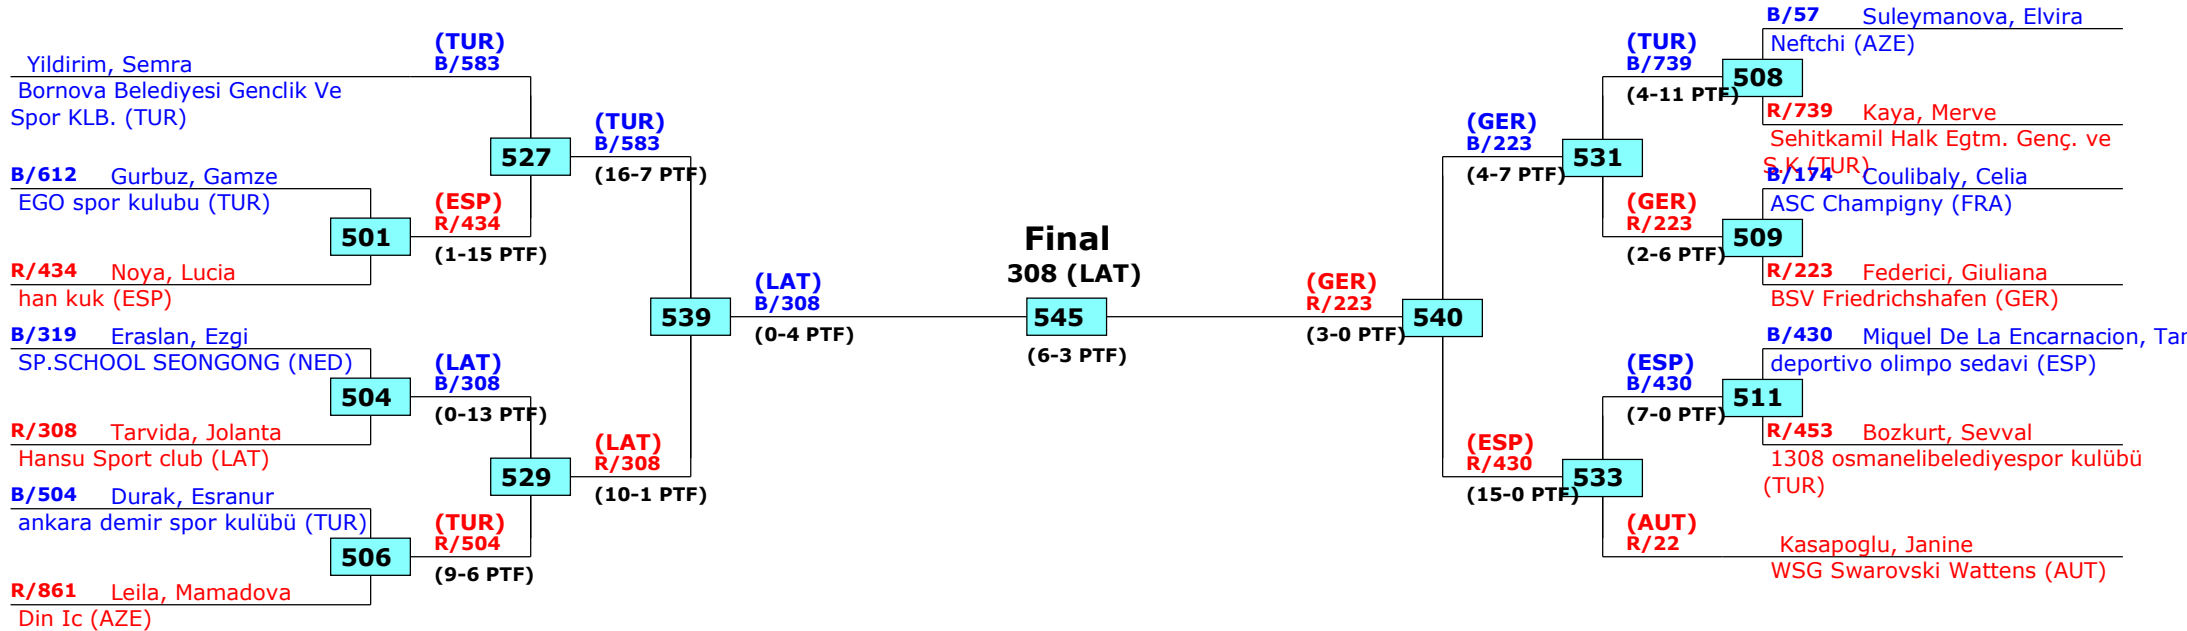 Yildirim, Semra
Bornova Belediyesi Genclik Ve
Spor KLB. (TUR)
B/612 Gurbuz, Gamze
EGO spor kulubu (TUR)
R/434 Noya, Lucia
han kuk (ESP)
B/319 Eraslan, Ezgi
SP.SCHOOL SEONGONG (NED)
R/308 Tarvida, Jolanta
Hansu Sport club (LAT)
B/504 Durak, Esranur
ankara demir spor kulübü (TUR)
R/861 Leila, Mamadova
Din Ic (AZE)
501
504
506
(TUR)
B/583
(ESP)
R/434
(1-15 PTF)
(LAT)
B/308
(0-13 PTF)
(TUR)
R/504
(9-6 PTF)
527
529
(TUR)
B/583
(16-7 PTF)
(LAT)
R/308
(10-1 PTF)
539
(LAT)
B/308
(0-4 PTF)
Final
308 (LAT)
545
(6-3 PTF)
(GER)
R/223
(3-0 PTF)
540
(GER)
B/223
(4-7 PTF)
(ESP)
R/430
(15-0 PTF)
531
533
(TUR)
B/739
(4-11 PTF)
(GER)
R/223
(2-6 PTF)
(ESP)
B/430
(7-0 PTF)
(AUT)
R/22
508
509
511
B/57 Suleymanova, Elvira
Neftchi (AZE)
R/739 Kaya, Merve
Sehitkamil Halk Egtm. Genç. ve
S.K (TUR)
B/174 Coulibaly, Celia
ASC Champigny (FRA)
R/223 Federici, Giuliana
BSV Friedrichshafen (GER)
B/430 Miquel De La Encarnacion, Tar
deportivo olimpo sedavi (ESP)
R/453 Bozkurt, Sevval
1308 osmanelibelediyespor kulübü
(TUR)
Kasapoglu, Janine
WSG Swarovski Wattens (AUT)